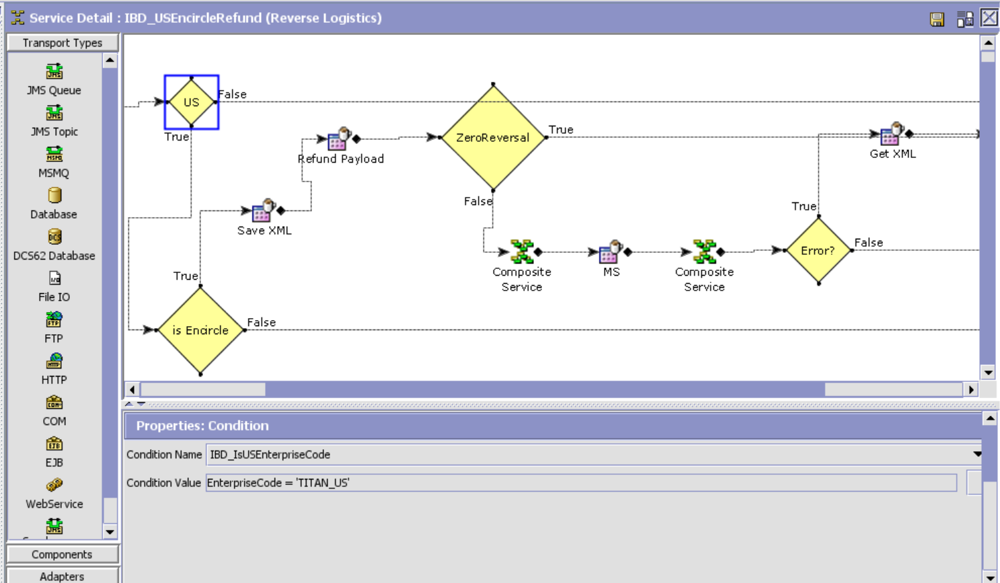 Service Detail : IBD_USEncircleRefund (Reverse Logistics)
Transport Types
JMS Queue
JMS Topic
MSMQ
Database
DCS62 Database
File IO
FTP
HTTP
COM
EJB
WebService
Components
Adapters
US
False
True
Refund Payload
ZeroReversal
True
False
Get XML
Save XML
True
Composite
Service
MS
Composite
Service
Error?
True
False
is Encircle
False
Properties: Condition
Condition Name IBD_IsUSEnterpriseCode
Condition Value EnterpriseCode = 'TITAN_US'